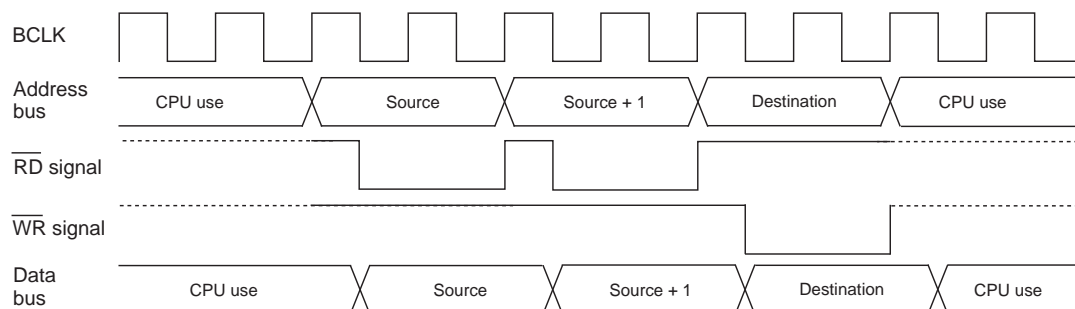 BCLK
Address
bus
CPU use Source Source + 1 Destination CPU use
RD signal
WR signal
Data
bus
CPU use Source Source + 1 Destination CPU use